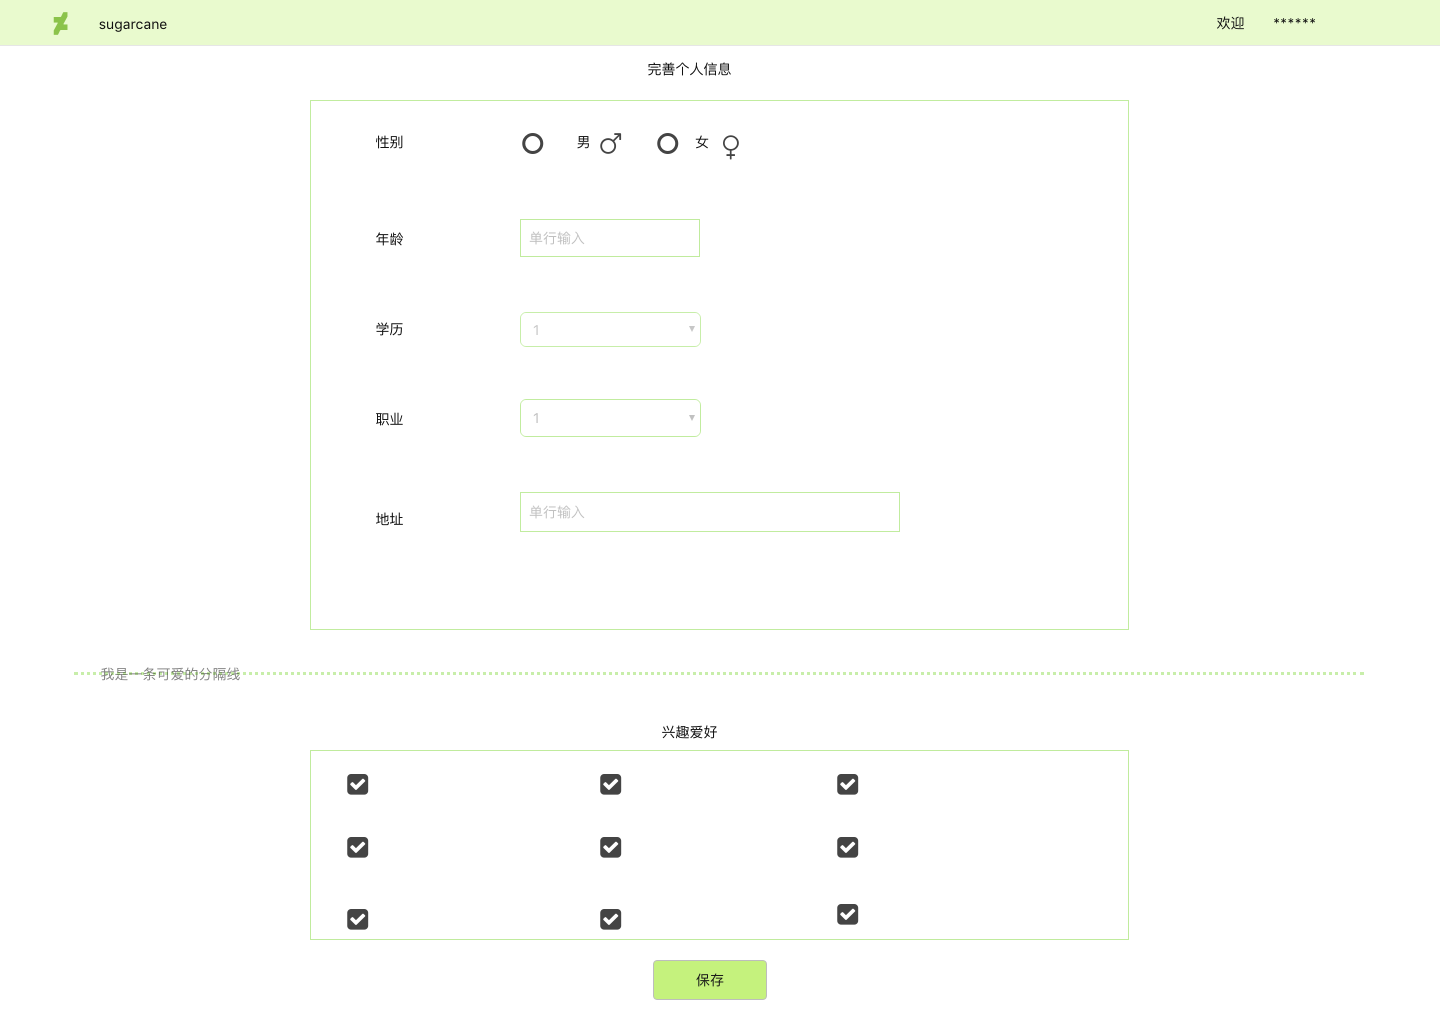 sugarcane 欢迎 ******
完善个人信息
性别 男 女
年龄 单行输入
学历 1
职业 1
地址 单行输入
我是一条可爱的分隔线
兴趣爱好
保存